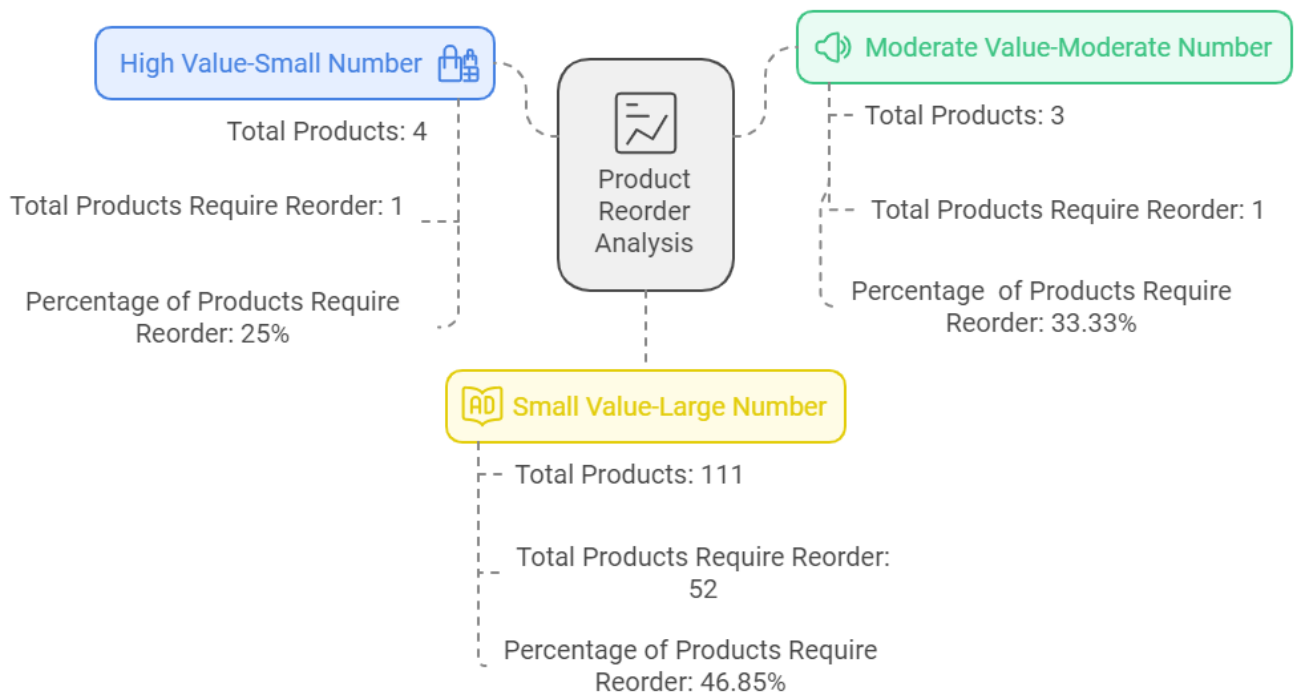 High Value-Small Number
Total Products: 4
Total Products Require Reorder: 1
Percentage of Products Require
Reorder: 25%
Product
Reorder
Analysis
Moderate Value-Moderate Number
Total Products: 3
Total Products Require Reorder: 1
Percentage of Products Require
Reorder: 33.33%
AD Small Value-Large Number
Total Products: 111
Total Products Require Reorder:
52
Percentage of Products Require
Reorder: 46.85%